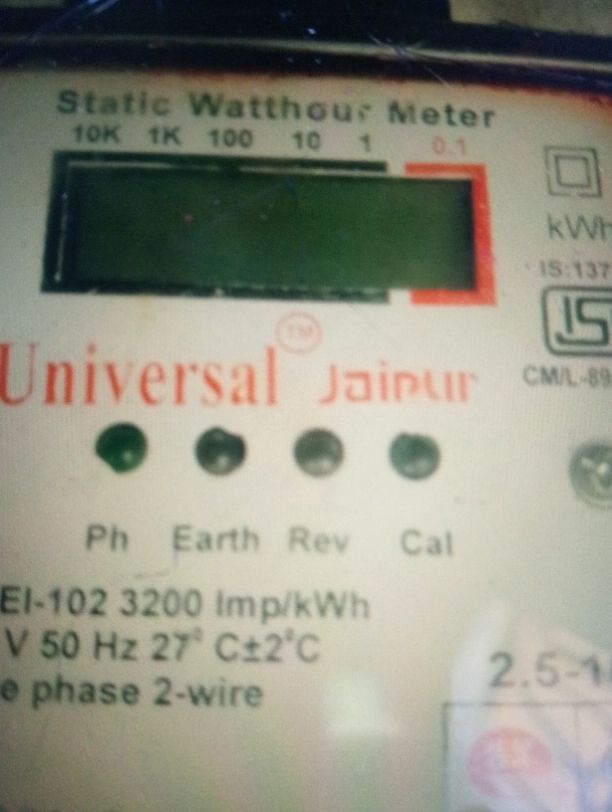 Static Watthour Meter
10K 1K 100 10 1 0.1
kWh
IS:137
CM/L-89
Universal TM Jaipur
Ph Earth Rev Cal
EI-102 3200 Imp/kWh
V 50 Hz 27° C±2°C
e phase 2-wire
2.5-1